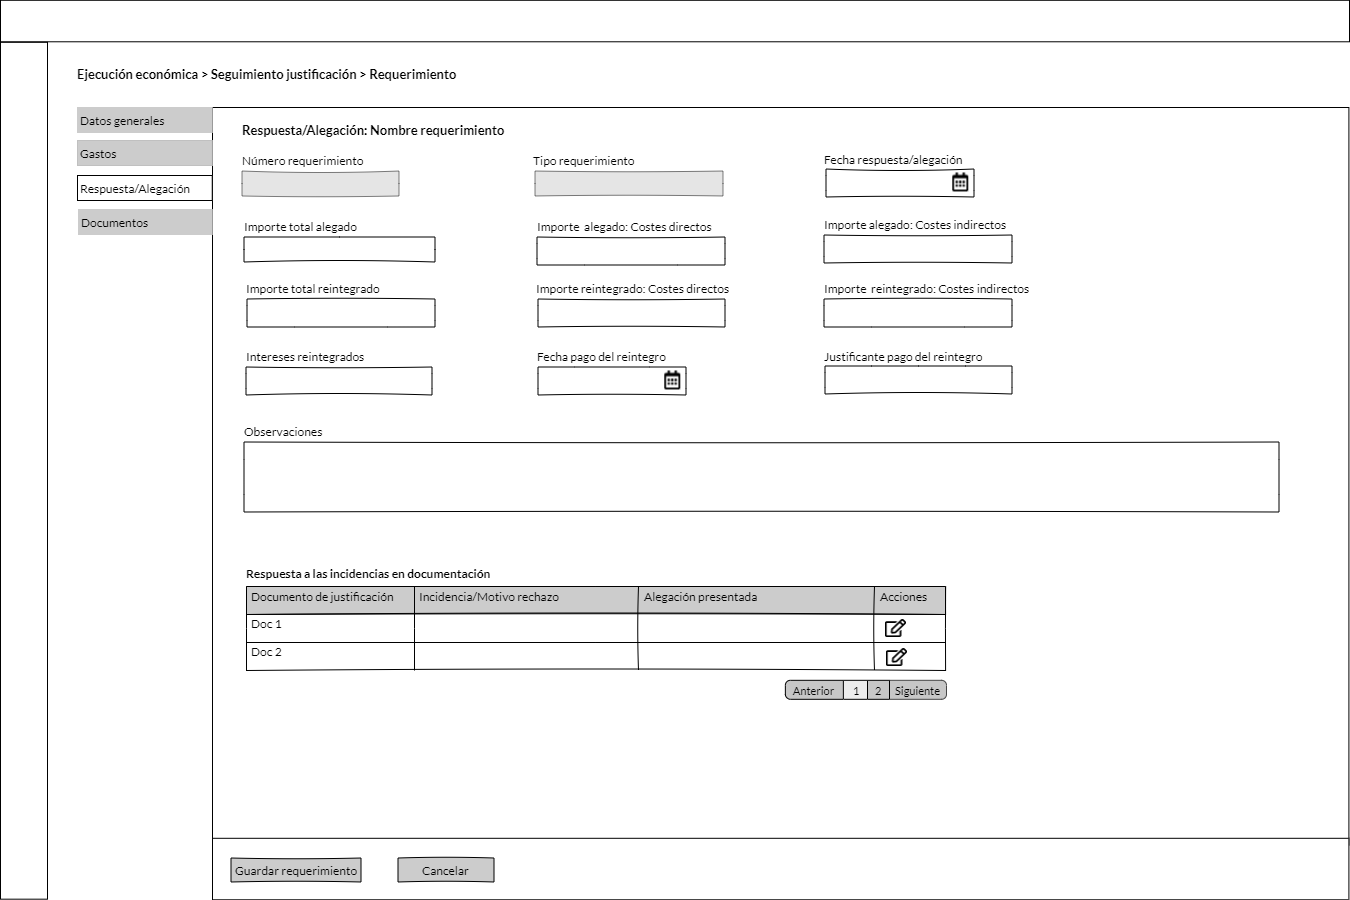 Ejecución económica > Seguimiento justificación > Requerimiento
Datos generales
Gastos
Respuesta/Alegación
Documentos
Respuesta/Alegación: Nombre requerimiento
Número requerimiento
Tipo requerimiento
Fecha respuesta/alegación
Importe total alegado
Importe  alegado: Costes directos
Importe alegado: Costes indirectos
Importe total reintegrado
Importe reintegrado: Costes directos
Importe  reintegrado: Costes indirectos
Intereses reintegrados
Fecha pago del reintegro
Justificante pago del reintegro
Observaciones
Respuesta a las incidencias en documentación
Documento de justificación Incidencia/Motivo rechazo Alegación presentada Acciones
Doc 1
Doc 2
Anterior 1 2 Siguiente
Guardar requerimiento Cancelar